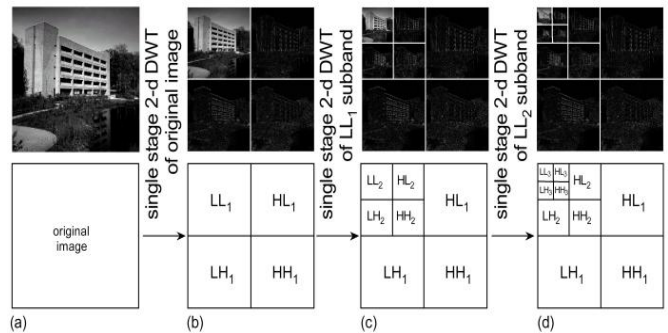 single stage 2-d DWT
of original image
single stage 2-d DWT
of LL1 subband
single stage 2-d DWT
of LL2 subband
original
image
LL1 HL1
LH1 HH1
LL2 HL2
LH2 HH2
HL1
LH1 HH1
LL3 HL3
LH3 HH3
HL2
LH2 HH2
HL1
LH1 HH1
(a) (b) (c) (d)